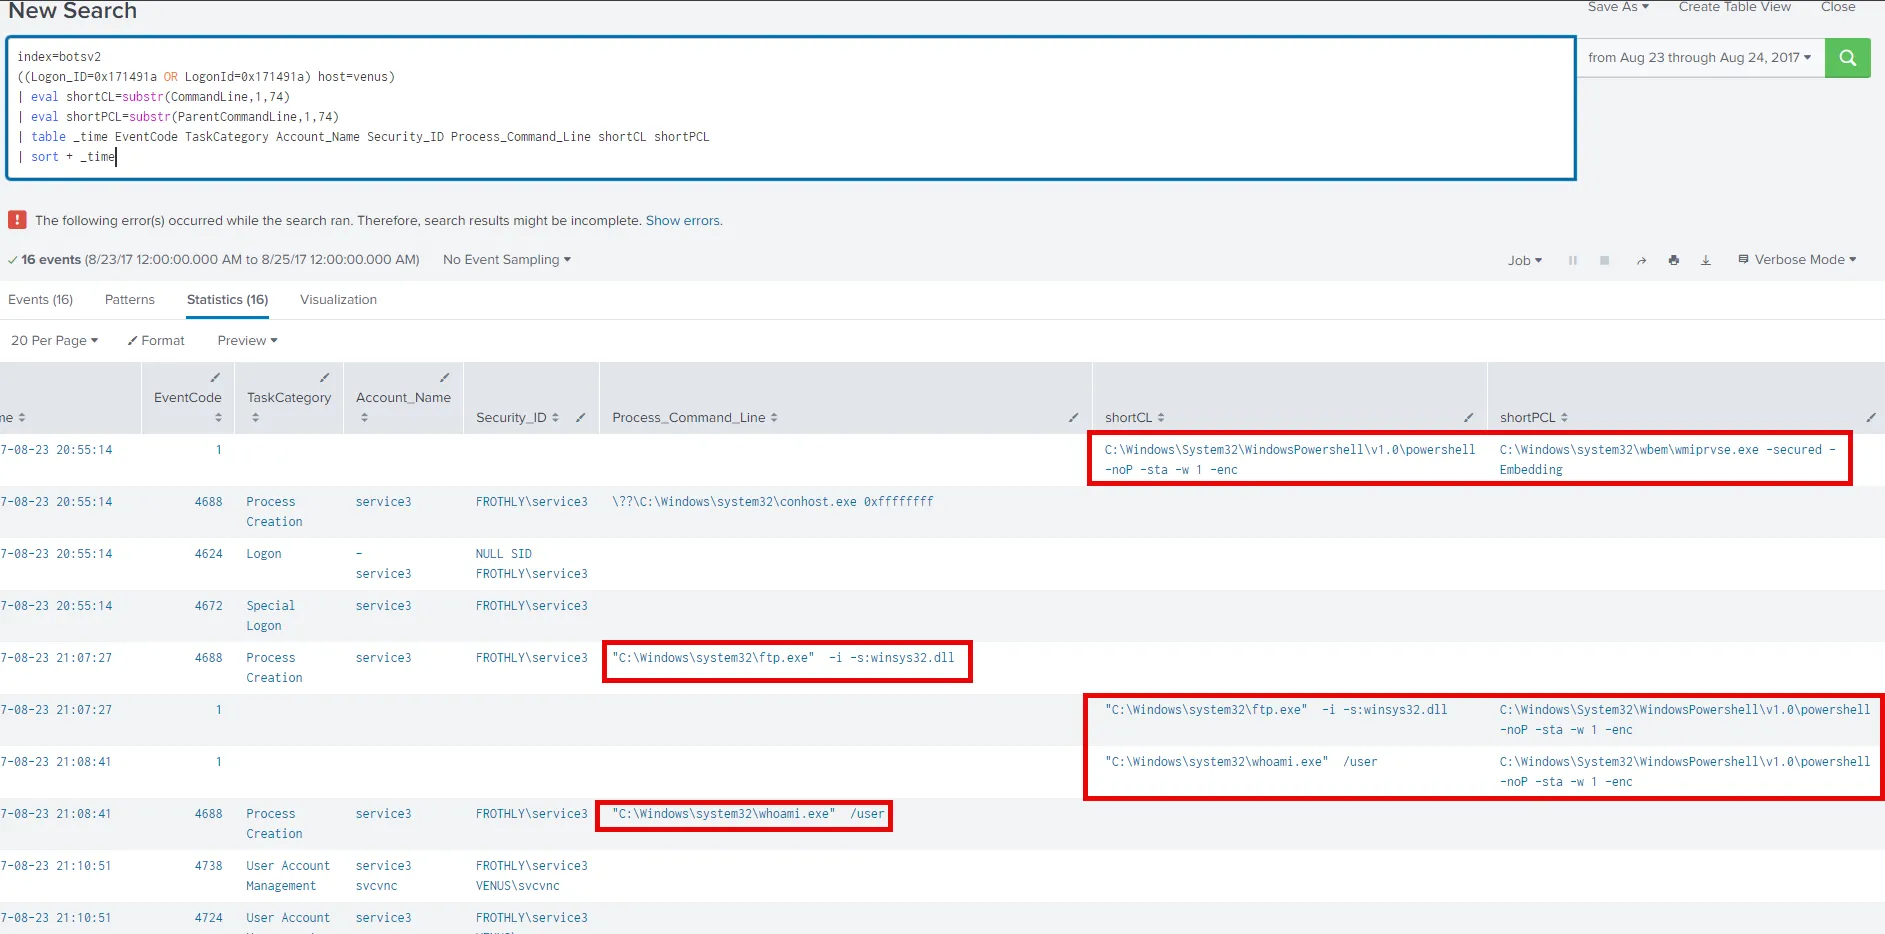 New Search
Save As
Create Table View
Close
index=botsv2
((Logon_ID=0x171491a OR LogonId=0x171491a) host=venus)
| eval shortCL=substr(CommandLine,1,74)
| eval shortPCL=substr(ParentCommandLine,1,74)
| table _time EventCode TaskCategory Account_Name Security_ID Process_Command_Line shortCL shortPCL
| sort + _time
from Aug 23 through Aug 24, 2017
! The following error(s) occurred while the search ran. Therefore, search results might be incomplete. Show errors.
✓ 16 events (8/23/17 12:00:00.000 AM to 8/25/17 12:00:00.000 AM) No Event Sampling
Job
Verbose Mode
Events (16) Patterns Statistics (16) Visualization
20 Per Page Format Preview
me EventCode TaskCategory Account_Name Security_ID Process_Command_Line shortCL shortPCL
7-08-23 20:55:14 1 C:\Windows\System32\WindowsPowershell\v1.0\powershell C:\Windows\system32\wbem\wmiprvse.exe -secured -
-noP -sta -w 1 -enc Embedding
7-08-23 20:55:14 4688 Process service3 FROTHLY\service3 \??\C:\Windows\system32\conhost.exe 0xffffffff
Creation
7-08-23 20:55:14 4624 Logon - NULL SID
service3 FROTHLY\service3
7-08-23 20:55:14 4672 Special service3 FROTHLY\service3
Logon
7-08-23 21:07:27 4688 Process service3 FROTHLY\service3 "C:\Windows\system32\ftp.exe" -i -s:winsys32.dll
Creation
7-08-23 21:07:27 1 "C:\Windows\system32\ftp.exe" -i -s:winsys32.dll C:\Windows\System32\WindowsPowershell\v1.0\powershell
-noP -sta -w 1 -enc
7-08-23 21:08:41 1 "C:\Windows\system32\whoami.exe" /user C:\Windows\System32\WindowsPowershell\v1.0\powershell
-noP -sta -w 1 -enc
7-08-23 21:08:41 4688 Process service3 FROTHLY\service3 "C:\Windows\system32\whoami.exe" /user
Creation
7-08-23 21:10:51 4738 User Account service3 FROTHLY\service3
Management svcvnc VENUS\svcvnc
7-08-23 21:10:51 4724 User Account service3 FROTHLY\service3